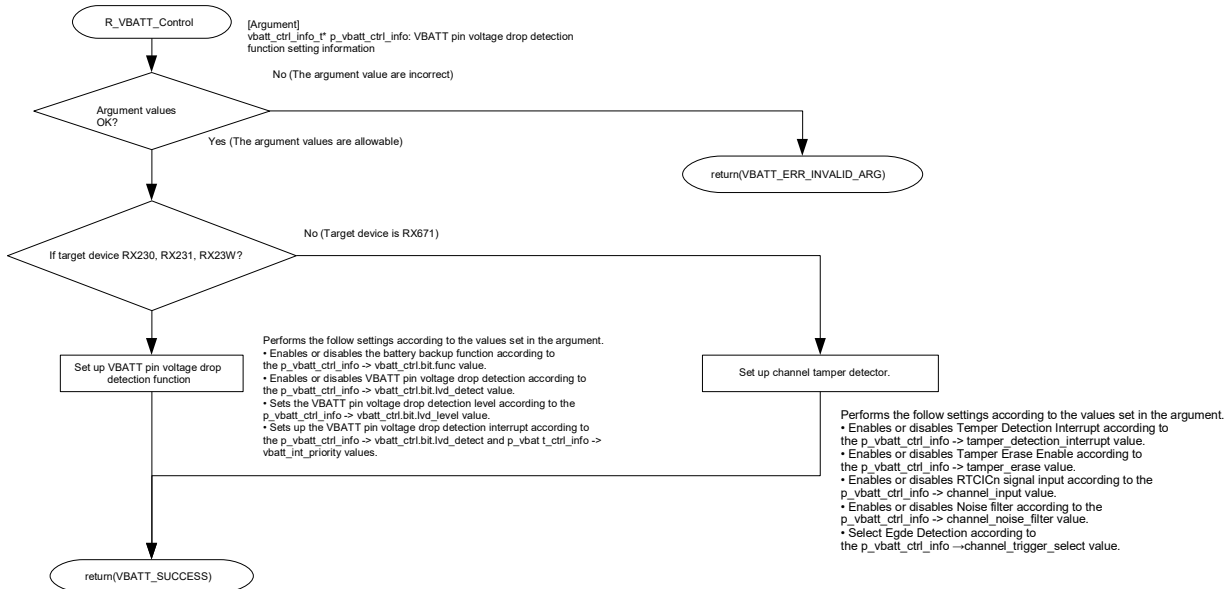 R_VBATT_Control
[Argument]
vbatt_ctrl_info_t* p_vbatt_ctrl_info: VBATT pin voltage drop detection
function setting information
No (The argument value are incorrect)
Argument values
OK?
Yes (The argument values are allowable)
return(VBATT_ERR_INVALID_ARG)
No (Target device is RX671)
If target device RX230, RX231, RX23W?
Performs the follow settings according to the values set in the argument.
• Enables or disables the battery backup function according to
the p_vbatt_ctrl_info -> vbatt_ctrl.bit.func value.
• Enables or disables VBATT pin voltage drop detection according to
the p_vbatt_ctrl_info -> vbatt_ctrl.bit.lvd_detect value.
• Sets the VBATT pin voltage drop detection level according to the
p_vbatt_ctrl_info -> vbatt_ctrl.bit.lvd_level value.
• Sets up the VBATT pin voltage drop detection interrupt according to
the p_vbatt_ctrl_info -> vbatt_ctrl.bit.lvd_detect and p_vbat t_ctrl_info ->
vbatt_int_priority values.
Set up VBATT pin voltage drop
detection function
Set up channel tamper detector.
Performs the follow settings according to the values set in the argument.
• Enables or disables Temper Detection Interrupt according to
the p_vbatt_ctrl_info -> tamper_detection_interrupt value.
• Enables or disables Tamper Erase Enable according to
the p_vbatt_ctrl_info -> tamper_erase value.
• Enables or disables RTCICn signal input according to the
p_vbatt_ctrl_info -> channel_input value.
• Enables or disables Noise filter according to the
p_vbatt_ctrl_info -> channel_noise_filter value.
• Select Egde Detection according to
the p_vbatt_ctrl_info →channel_trigger_select value.
return(VBATT_SUCCESS)